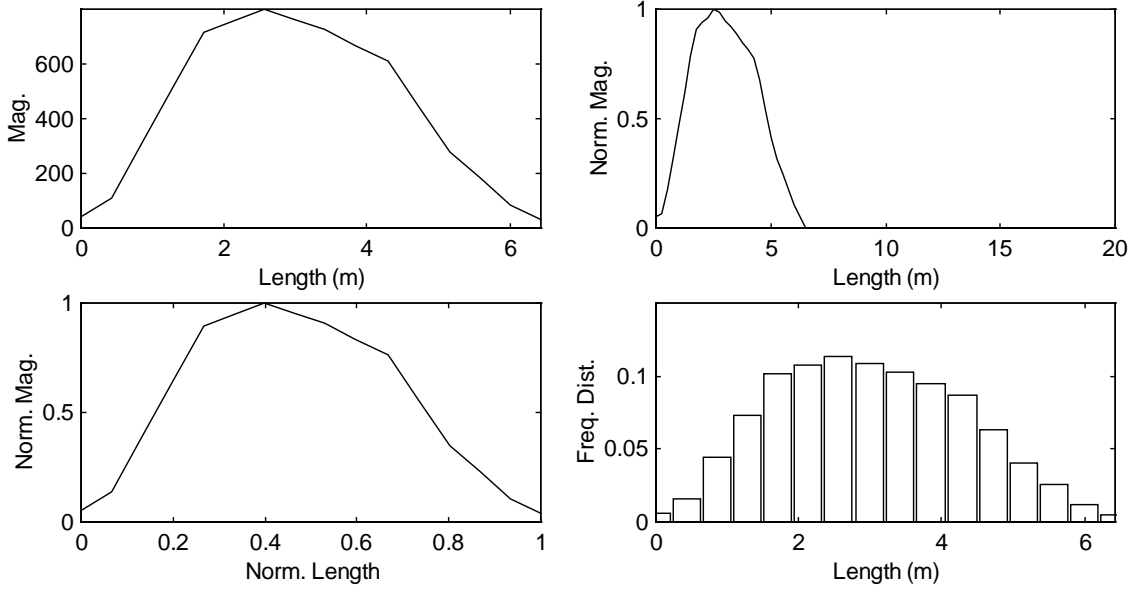 Mag.
600
400
200
0
0 2 4 6
Length (m)
Norm. Mag.
1
0.5
0
0 5 10 15 20
Length (m)
Norm. Mag.
1
0.5
0
0 0.2 0.4 0.6 0.8 1
Norm. Length
Freq. Dist.
0.1
0.05
0
0 2 4 6
Length (m)